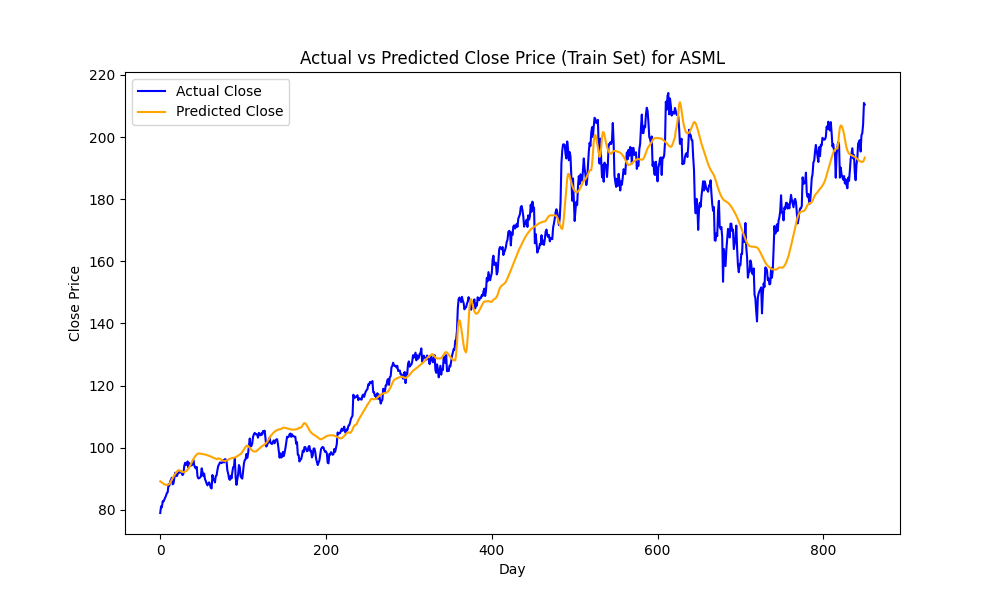 Actual vs Predicted Close Price (Train Set) for ASML
Actual Close
Predicted Close
Close Price
220
200
180
160
140
120
100
80
0 200 400 600 800
Day